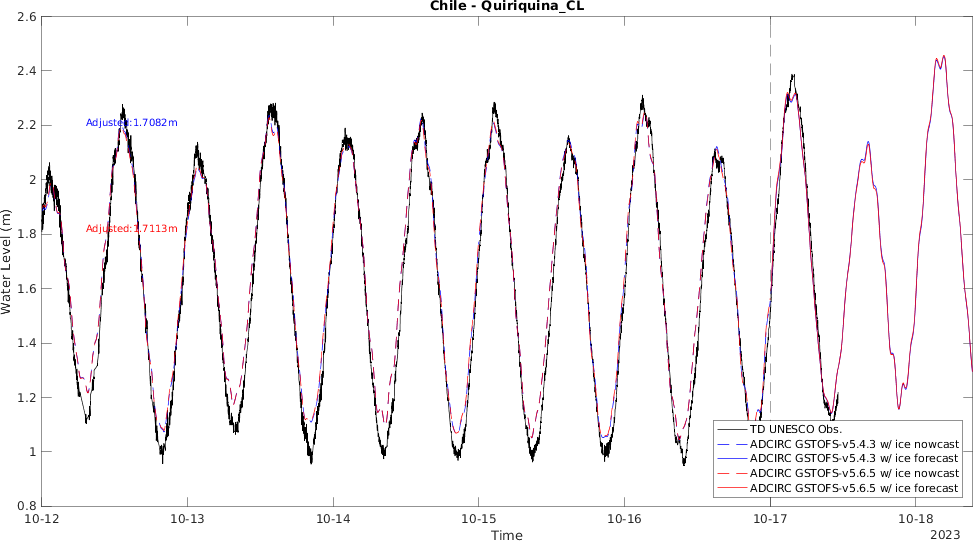 Chile - Quiriquina_CL
2.6
2.4
2.2
2
1.8
1.6
1.4
1.2
1
0.8
Water Level (m)
Adjusted:1.7082m
Adjusted:1.7113m
TD UNESCO Obs.
ADCIRC GSTOFS-v5.4.3 w/ ice nowcast
ADCIRC GSTOFS-v5.4.3 w/ ice forecast
ADCIRC GSTOFS-v5.6.5 w/ ice nowcast
ADCIRC GSTOFS-v5.6.5 w/ ice forecast
10-12 10-13 10-14 10-15 10-16 10-17 10-18
Time
2023